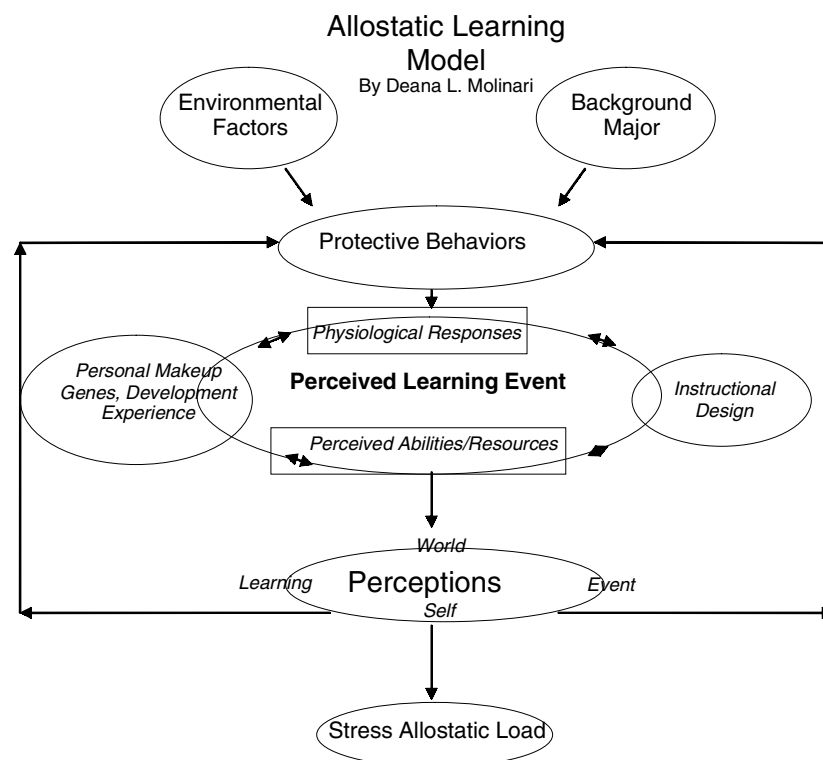 Allostatic Learning
Model
By Deana L. Molinari
Environmental
Factors
Background
Major
Protective Behaviors
Physiological Responses
Personal Makeup
Genes, Development
Experience
Perceived Learning Event
Instructional
Design
Perceived Abilities/Resources
World
Learning
Perceptions
Event
Self
Stress Allostatic Load